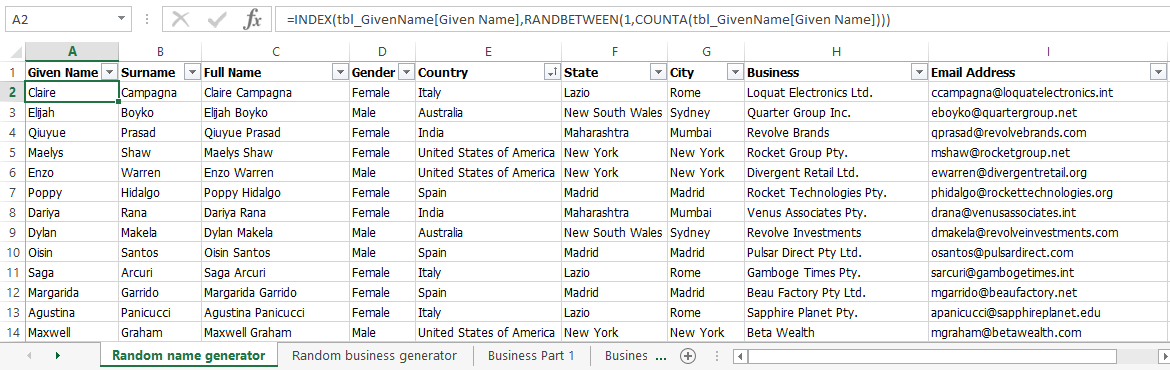 A2 fx =INDEX(tbl_GivenName[Given Name],RANDBETWEEN(1,COUNTA(tbl_GivenName[Given Name])))
A B C D E F G H I
1 Given Name Surname Full Name Gender Country State City Business Email Address
2 Claire Campagna Claire Campagna Female Italy Lazio Rome Loquat Electronics Ltd. ccampagna@loquatelectronics.int
3 Elijah Boyko Elijah Boyko Male Australia New South Wales Sydney Quarter Group Inc. eboyko@quartergroup.net
4 Qiuyue Prasad Qiuyue Prasad Female India Maharashtra Mumbai Revolve Brands qprasad@revolvebrands.com
5 Maelys Shaw Maelys Shaw Female United States of America New York New York Rocket Group Pty. mshaw@rocketgroup.net
6 Enzo Warren Enzo Warren Male United States of America New York New York Divergent Retail Ltd. ewarren@divergentretail.org
7 Poppy Hidalgo Poppy Hidalgo Female Spain Madrid Madrid Rocket Technologies Pty. phidalgo@rockettechnologies.org
8 Dariya Rana Dariya Rana Female India Maharashtra Mumbai Venus Associates Pty. drana@venusassociates.int
9 Dylan Makela Dylan Makela Male Australia New South Wales Sydney Revolve Investments dmakela@revolveinvestments.com
10 Oisin Santos Oisin Santos Male Spain Madrid Madrid Pulsar Direct Pty Ltd. osantos@pulsardirect.com
11 Saga Arcuri Saga Arcuri Female Italy Lazio Rome Gamboge Times Pty. sarcuri@gambogetimes.int
12 Margarida Garrido Margarida Garrido Female Spain Madrid Madrid Beau Factory Pty Ltd. mgarrido@beaufactory.net
13 Agustina Panicucci Agustina Panicucci Female Italy Lazio Rome Sapphire Planet Pty. apanicucci@sapphireplanet.edu
14 Maxwell Graham Maxwell Graham Male United States of America New York New York Beta Wealth mgraham@betawealth.com
Random name generator Random business generator Business Part 1 Busines ...